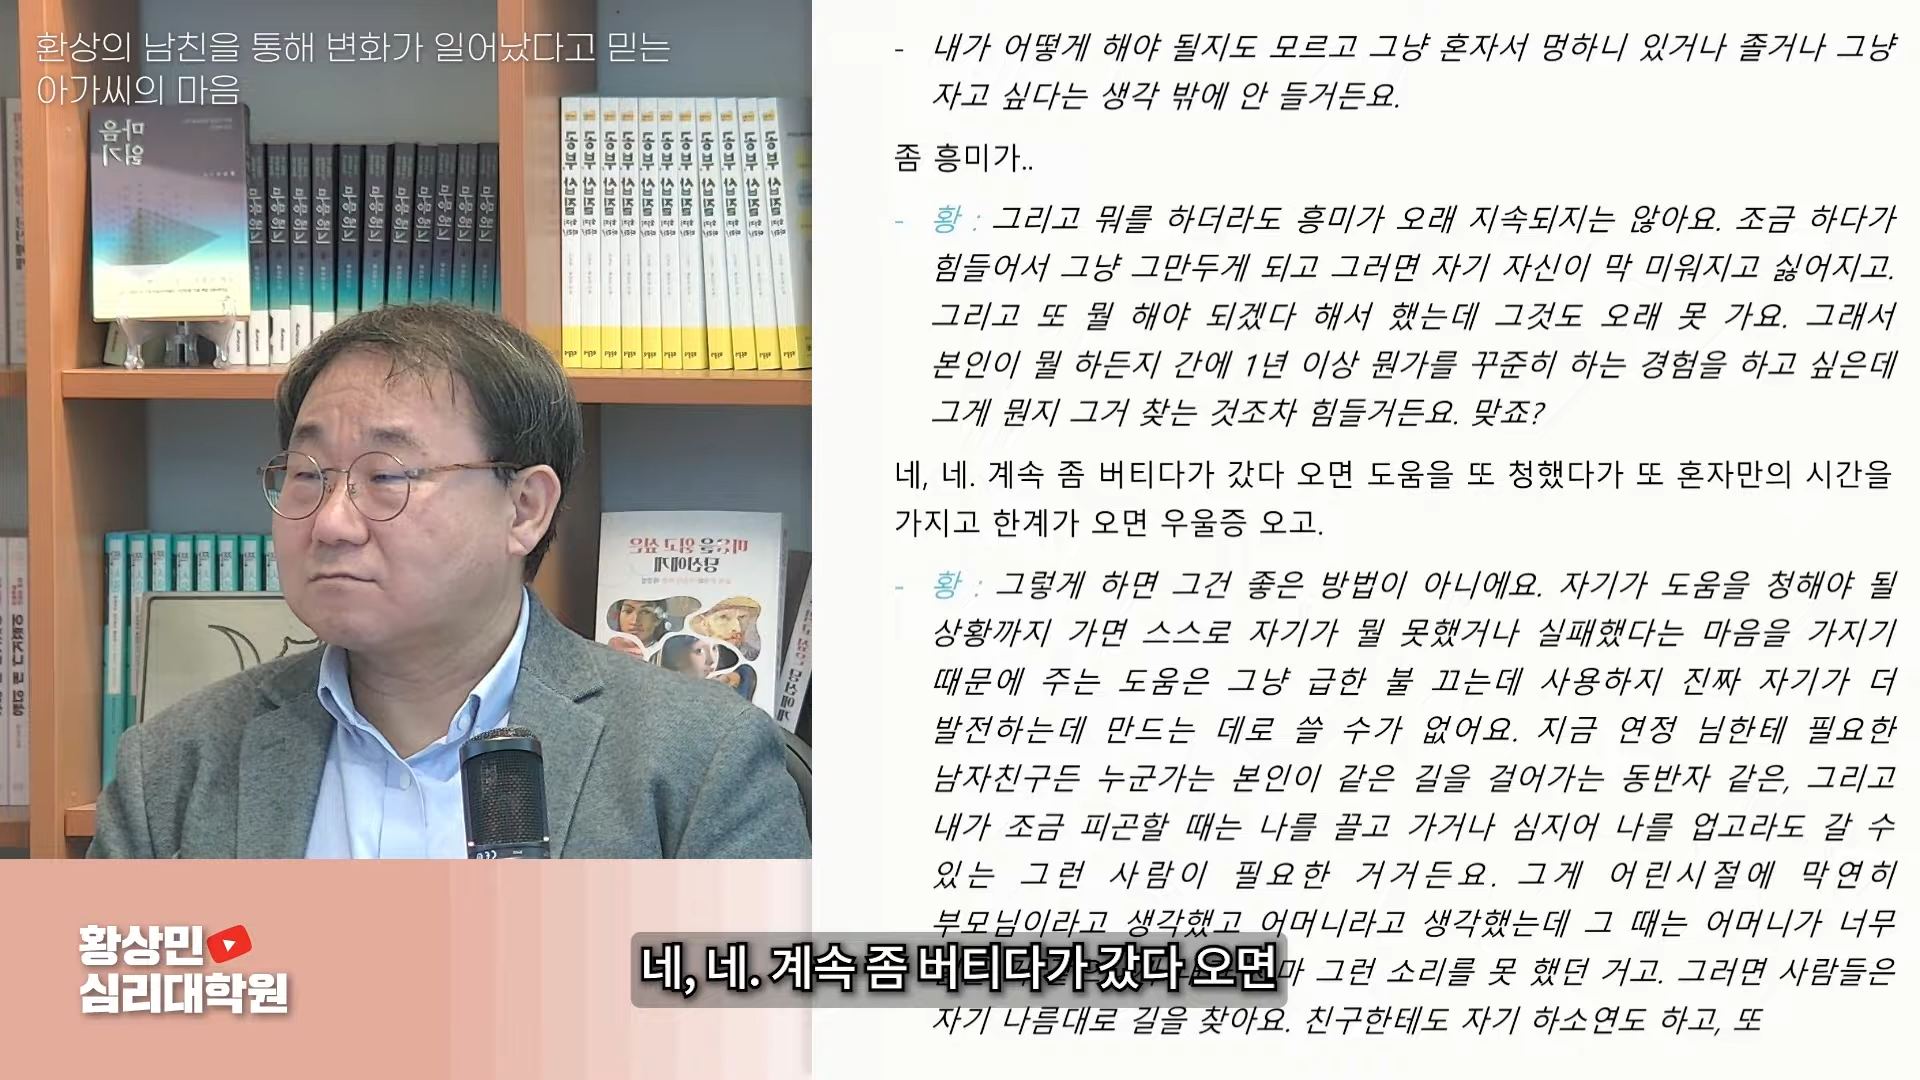 환상의 남친을 통해 변화가 일어났다고 믿는
아가씨의 마음
마음
읽기
마음을 읽고 싶은
당신에게
황상민
심리대학원
- 내가 어떻게 해야 될지도 모르고 그냥 혼자서 멍하니 있거나 졸거나 그냥
자고 싶다는 생각 밖에 안 들거든요.
좀 흥미가..
- 황 : 그리고 뭐를 하더라도 흥미가 오래 지속되지는 않아요. 조금 하다가
힘들어서 그냥 그만두게 되고 그러면 자기 자신이 막 미워지고 싫어지고.
그리고 또 뭘 해야 되겠다 해서 했는데 그것도 오래 못 가요. 그래서
본인이 뭘 하든지 간에 1년 이상 뭔가를 꾸준히 하는 경험을 하고 싶은데
그게 뭔지 그거 찾는 것조차 힘들거든요. 맞죠?
네, 네. 계속 좀 버티다가 갔다 오면 도움을 또 청했다가 또 혼자만의 시간을
가지고 한계가 오면 우울증 오고.
- 황 : 그렇게 하면 그건 좋은 방법이 아니에요. 자기가 도움을 청해야 될
상황까지 가면 스스로 자기가 뭘 못했거나 실패했다는 마음을 가지기
때문에 주는 도움은 그냥 급한 불 끄는데 사용하지 진짜 자기가 더
발전하는데 만드는 데로 쓸 수가 없어요. 지금 연정 님한테 필요한
남자친구든 누군가는 본인이 같은 길을 걸어가는 동반자 같은, 그리고
내가 조금 피곤할 때는 나를 끌고 가거나 심지어 나를 업고라도 갈 수
있는 그런 사람이 필요한 거거든요. 그게 어린시절에 막연히
부모님이라고 생각했고 어머니라고 생각했는데 그 때는 어머니가 너무
그런 소리를 못 했던 거고. 그러면 사람들은
자기 나름대로 길을 찾아요. 친구한테도 자기 하소연도 하고, 또
네, 네. 계속 좀 버티다가 갔다 오면